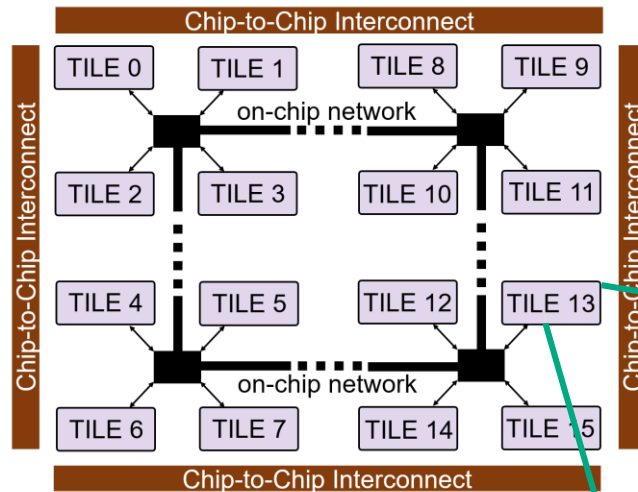 Chip-to-Chip Interconnect
TILE 0
TILE 1
TILE 8
TILE 9
on-chip network
TILE 2
TILE 3
TILE 10
TILE 11
Chip-to-Chip Interconnect
Chip-to-Chip Interconnect
TILE 4
TILE 5
TILE 12
TILE 13
on-chip network
TILE 6
TILE 7
TILE 14
TILE 15
Chip-to-Chip Interconnect